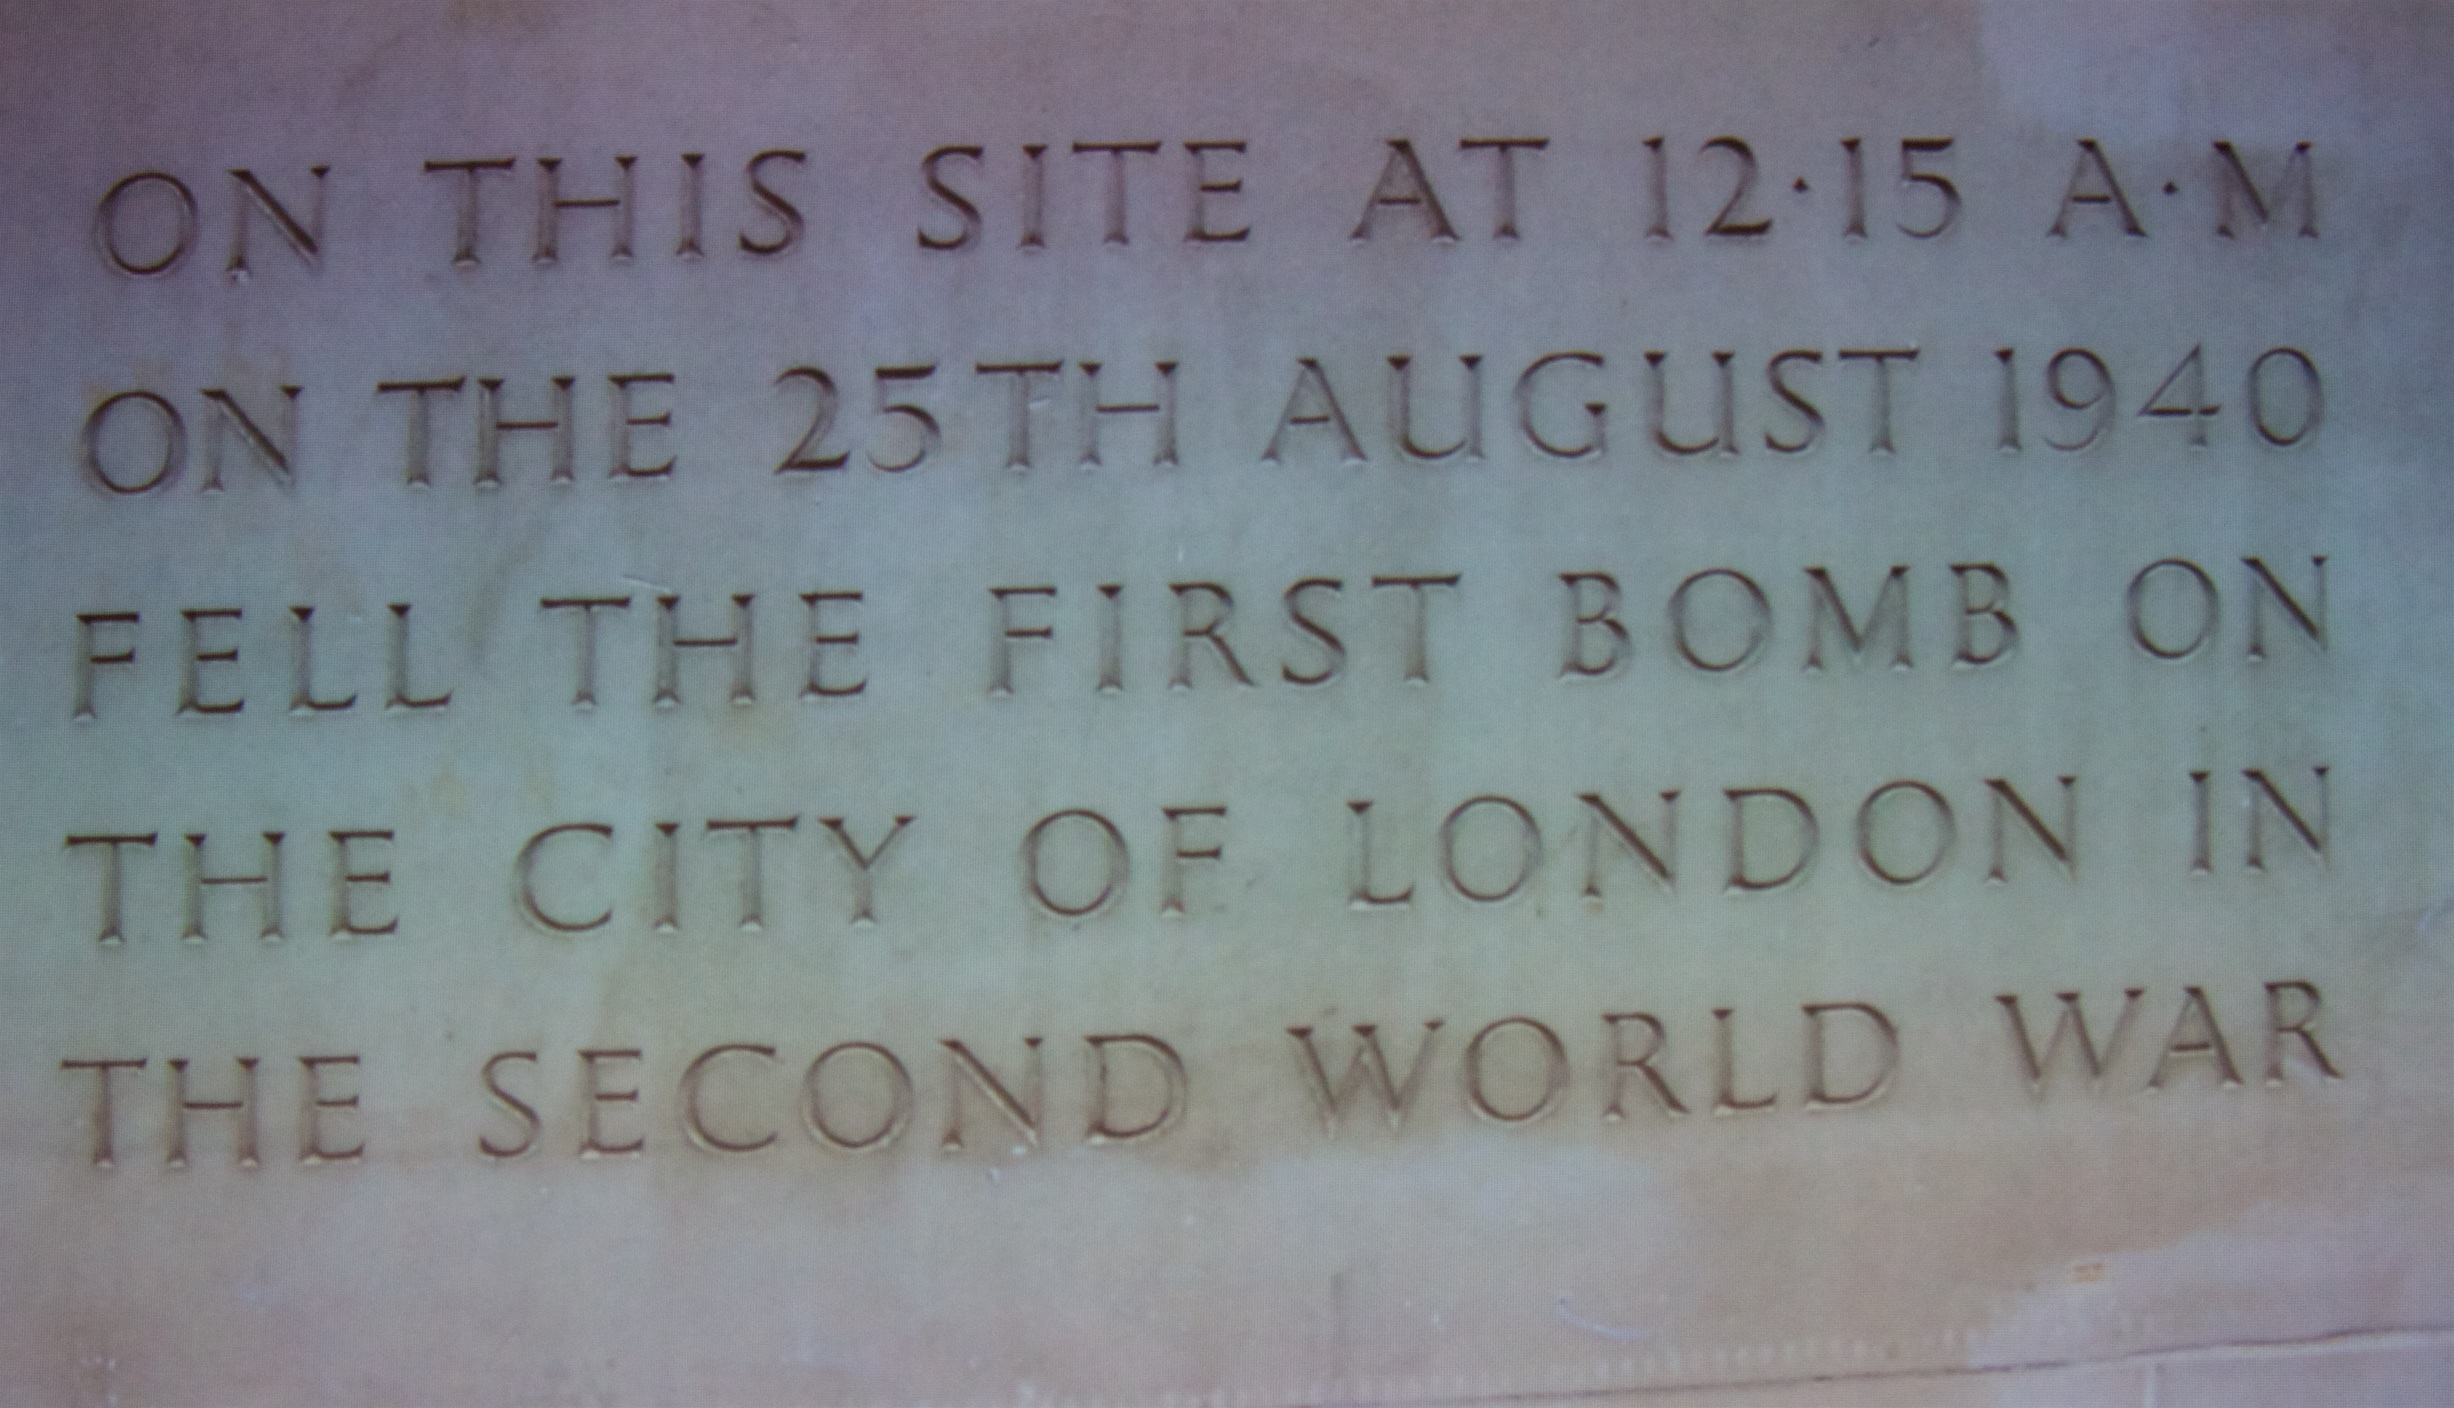 ON THIS SITE AT 12·15 A·M
ON THE 25TH AUGUST 1940
FELL THE FIRST BOMB ON
THE CITY OF LONDON IN
THE SECOND WORLD WAR